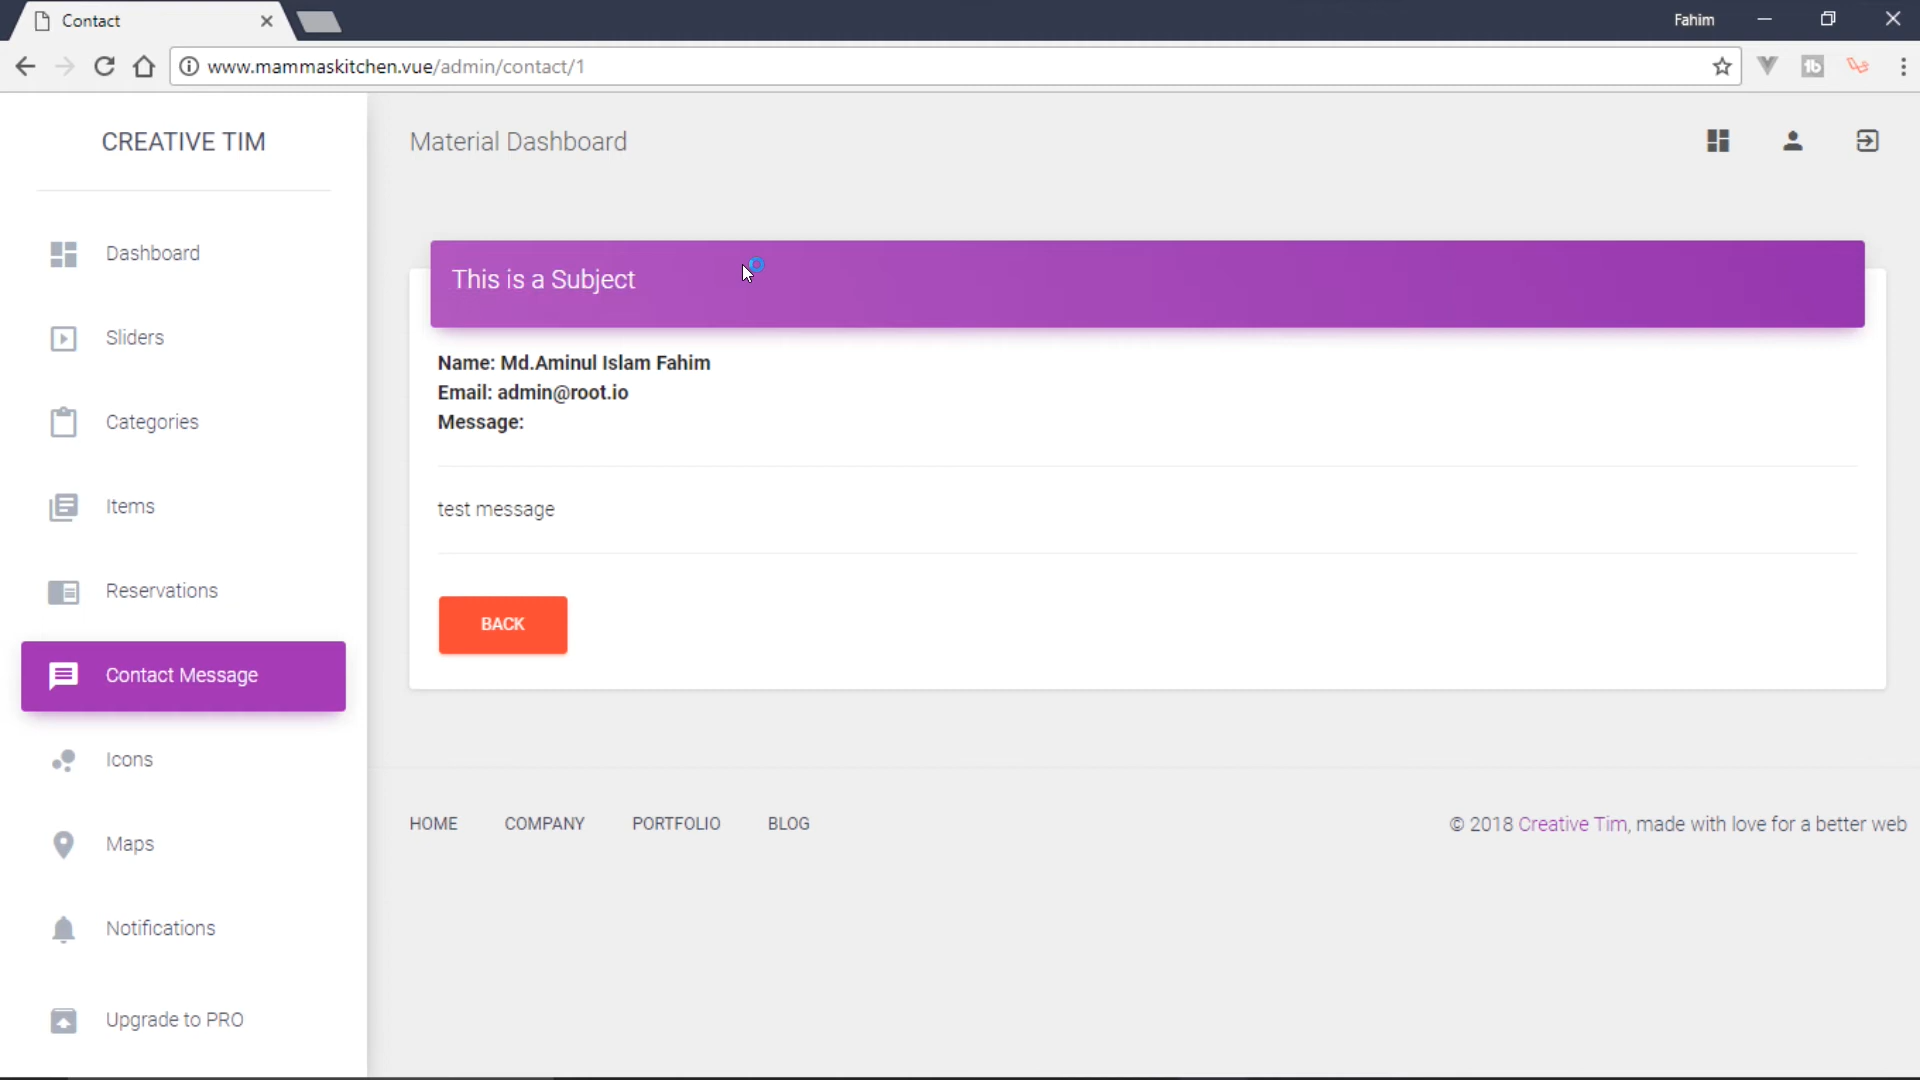 Contact
Fahim
www.mammaskitchen.vue/admin/contact/1
CREATIVE TIM
Material Dashboard
Dashboard
Sliders
Categories
Items
Reservations
Contact Message
Icons
Maps
Notifications
Upgrade to PRO
This is a Subject
Name: Md.Aminul Islam Fahim
Email: admin@root.io
Message:
test message
BACK
HOME COMPANY PORTFOLIO BLOG
© 2018 Creative Tim, made with love for a better web